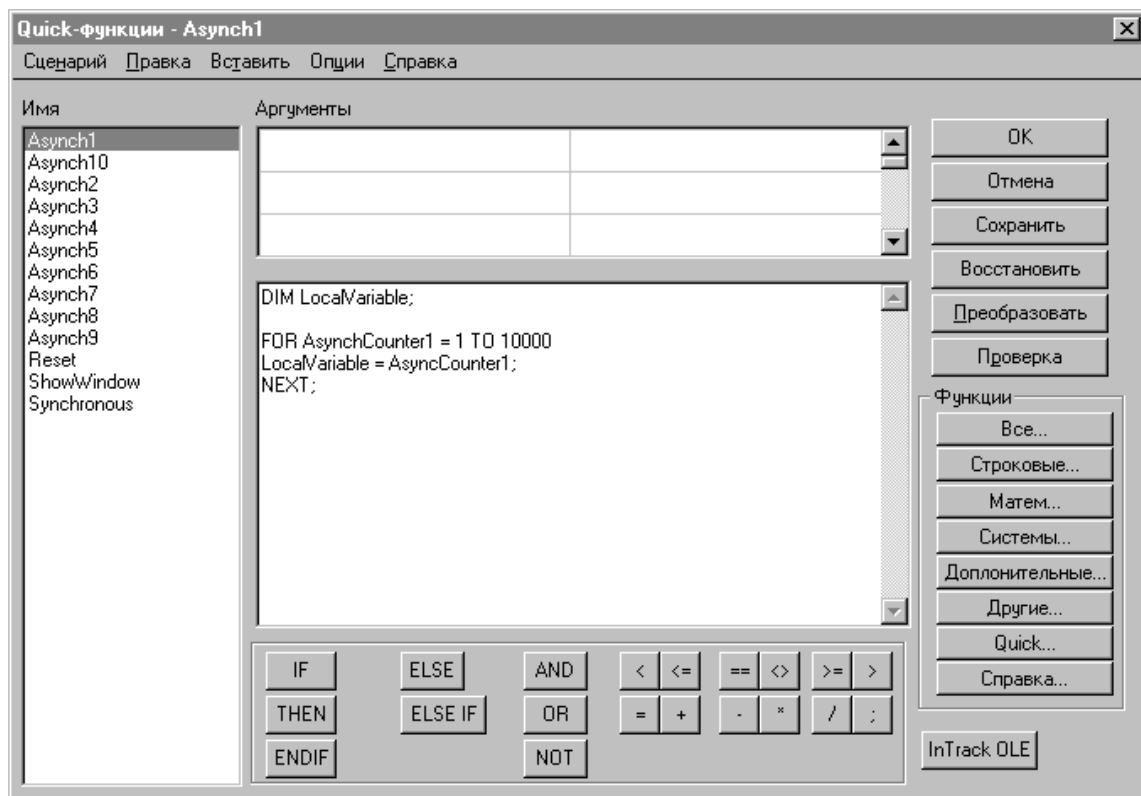 Quick-функции - Asynch1
Сценарий Правка Вставить Опции Справка
Имя
Asynch1
Asynch10
Asynch2
Asynch3
Asynch4
Asynch5
Asynch6
Asynch7
Asynch8
Asynch9
Reset
ShowWindow
Synchronous
Аргументы
DIM LocalVariable;
FOR AsynchCounter1 = 1 TO 10000
LocalVariable = AsyncCounter1;
NEXT;
IF ELSE AND < <= == <> >= >
THEN ELSE IF OR = + - * / ;
ENDIF NOT
OK
Отмена
Сохранить
Восстановить
Преобразовать
Проверка
Функции
Все...
Строковые...
Матем...
Системы...
Доплонительные...
Другие...
Quick...
Справка...
InTrack OLE